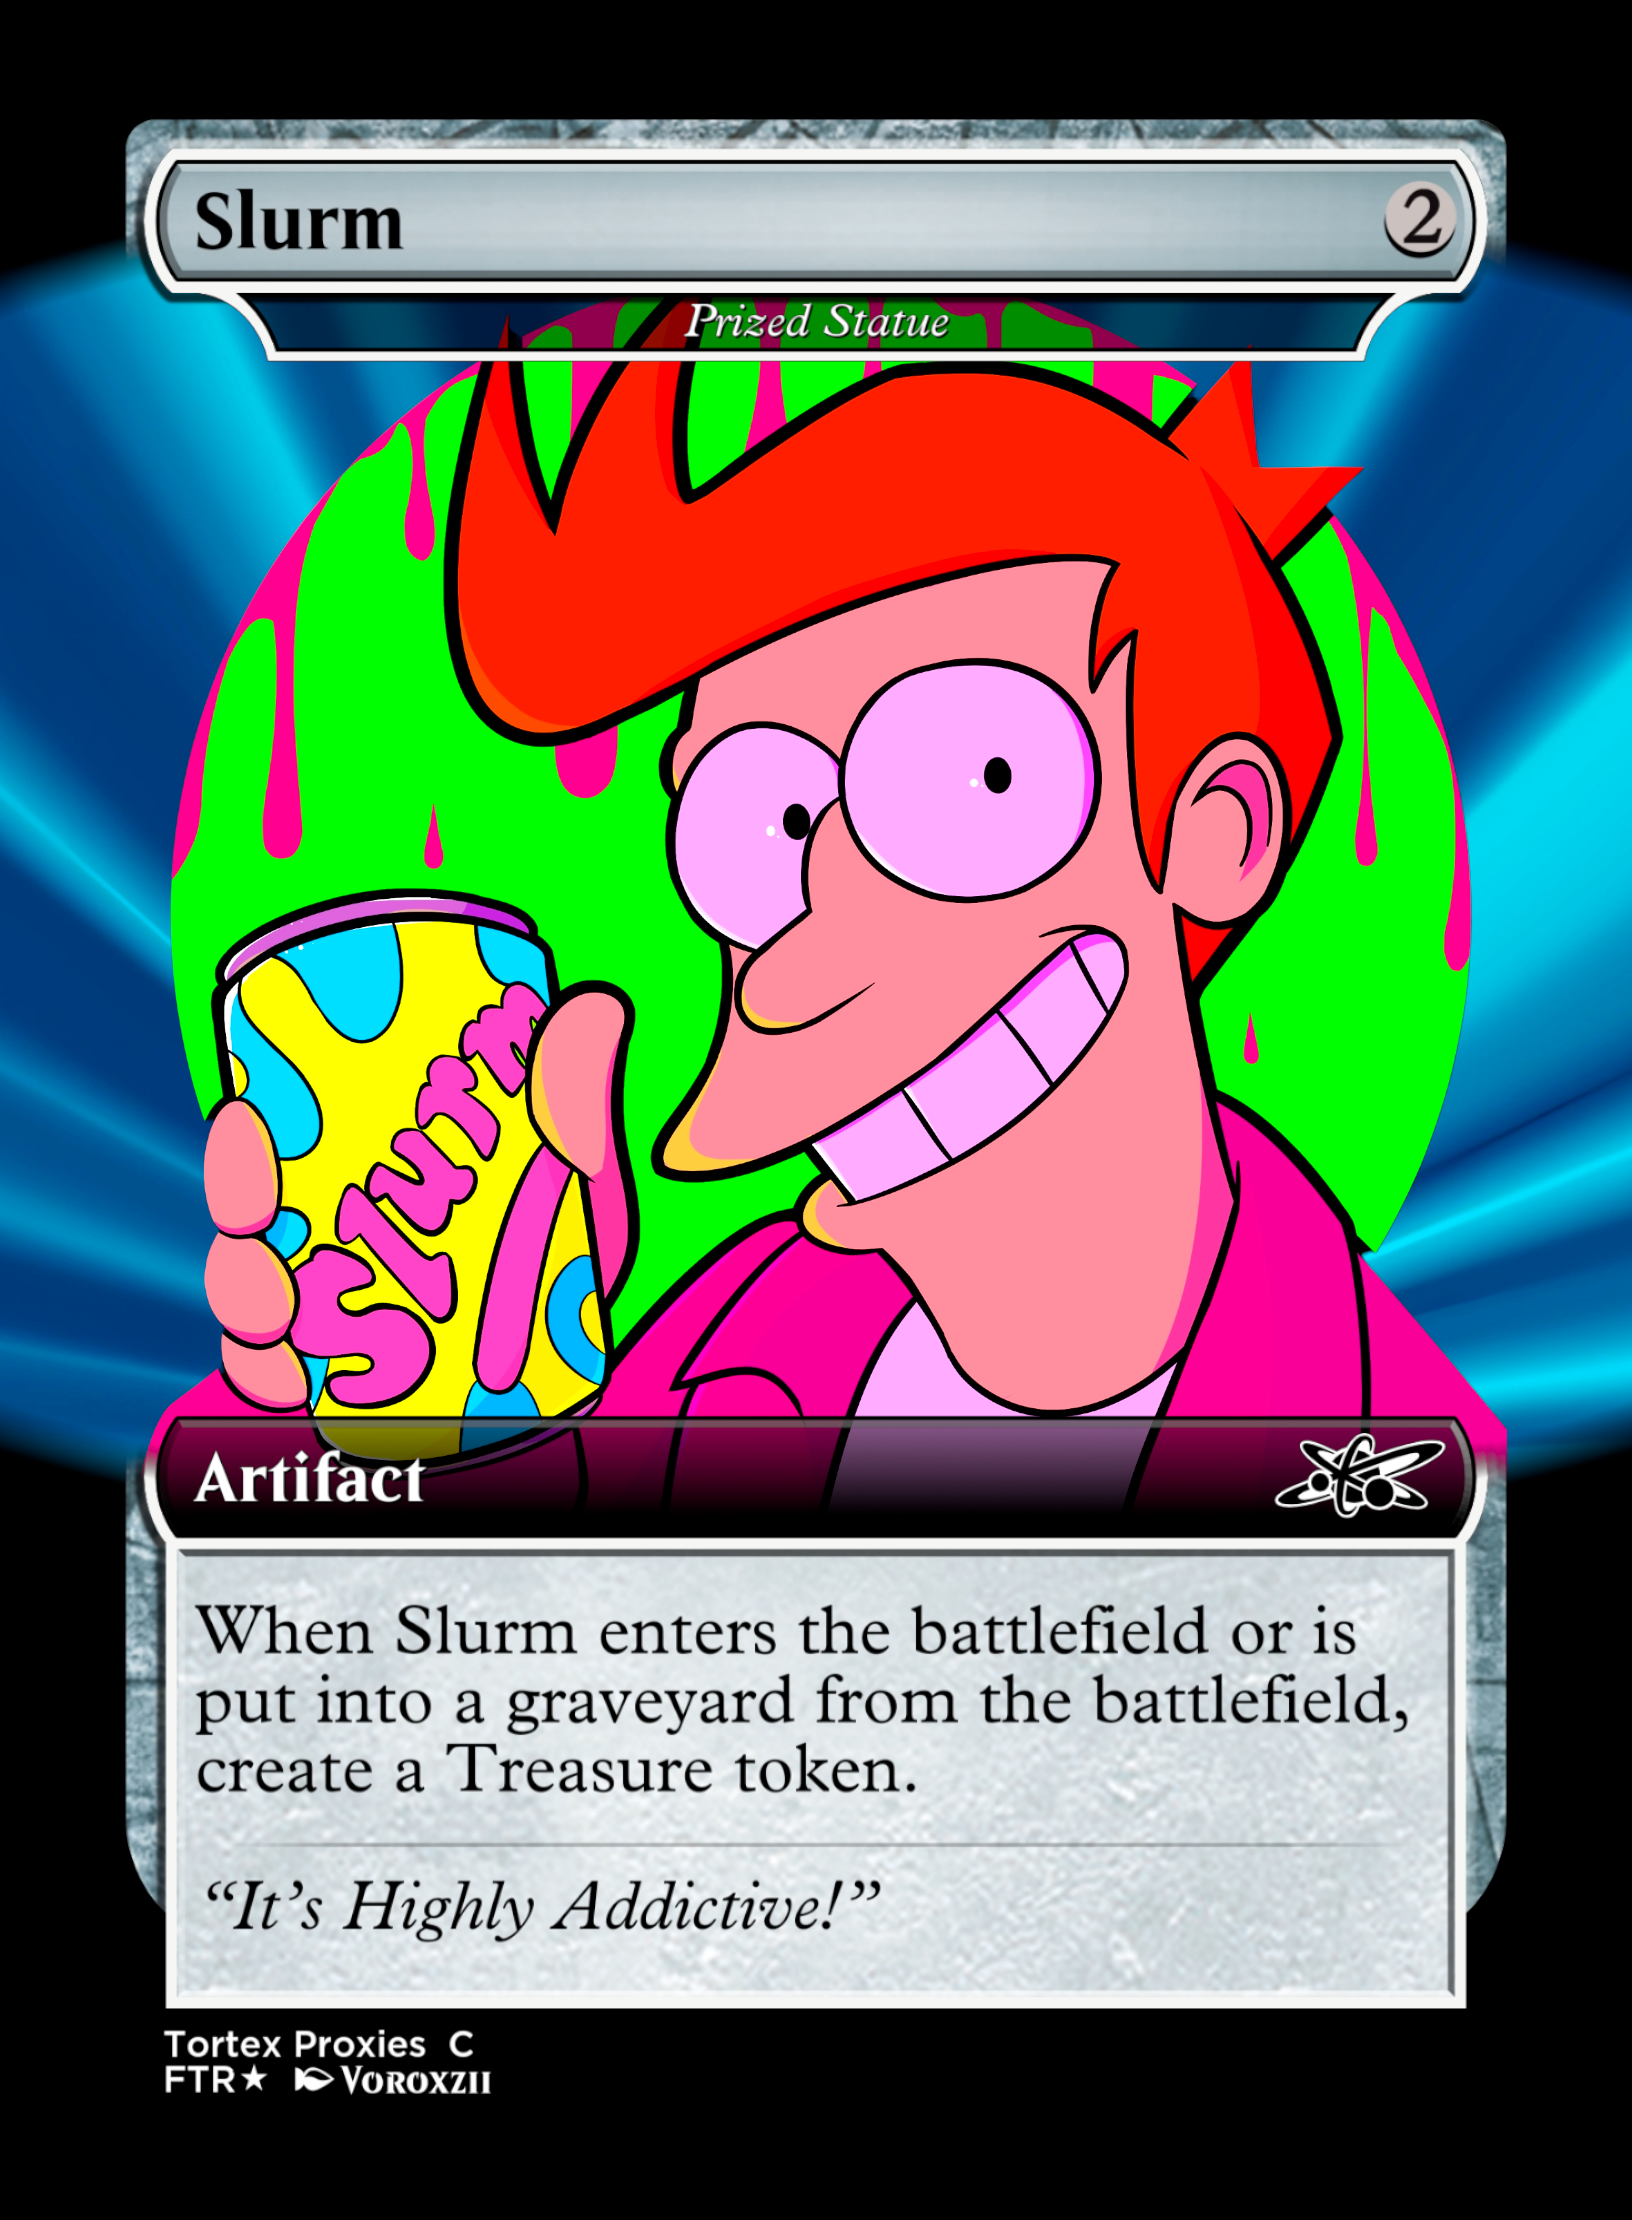 Slurm 2
Prized Statue
Slurm
Artifact
When Slurm enters the battlefield or is
put into a graveyard from the battlefield,
create a Treasure token.
“It’s Highly Addictive!”
Tortex Proxies C
FTR★ Voroxzii